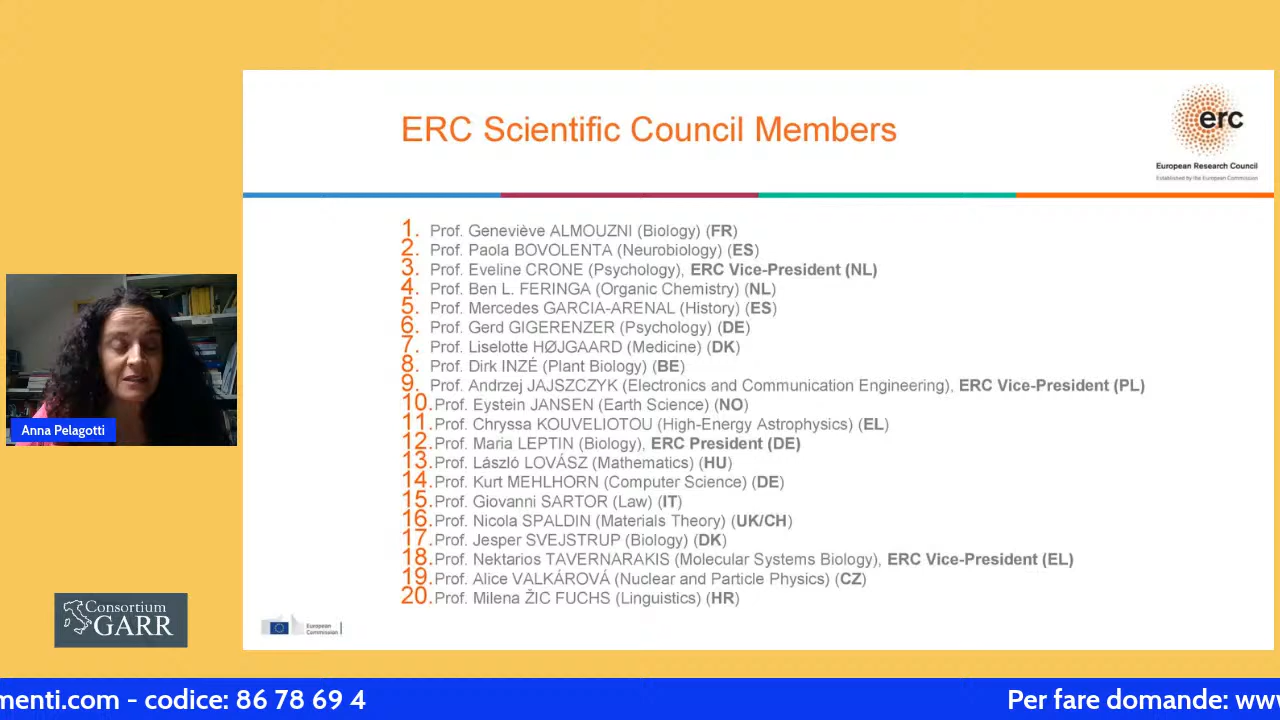 ERC Scientific Council Members
erc
European Research Council
Established by the European Commission
1. Prof. Geneviève ALMOUZNI (Biology) (FR)
2. Prof. Paola BOVOLENTA (Neurobiology) (ES)
3. Prof. Eveline CRONE (Psychology), ERC Vice-President (NL)
4. Prof. Ben L. FERINGA (Organic Chemistry) (NL)
5. Prof. Mercedes GARCIA-ARENAL (History) (ES)
6. Prof. Gerd GIGERENZER (Psychology) (DE)
7. Prof. Liselotte HØJGAARD (Medicine) (DK)
8. Prof. Dirk INZÉ (Plant Biology) (BE)
9. Prof. Andrzej JAJSZCZYK (Electronics and Communication Engineering), ERC Vice-President (PL)
10. Prof. Eystein JANSEN (Earth Science) (NO)
11. Prof. Chryssa KOUVELIOTOU (High-Energy Astrophysics) (EL)
12. Prof. Maria LEPTIN (Biology), ERC President (DE)
13. Prof. László LOVÁSZ (Mathematics) (HU)
14. Prof. Kurt MEHLHORN (Computer Science) (DE)
15. Prof. Giovanni SARTOR (Law) (IT)
16. Prof. Nicola SPALDIN (Materials Theory) (UK/CH)
17. Prof. Jesper SVEJSTRUP (Biology) (DK)
18. Prof. Nektarios TAVERNARAKIS (Molecular Systems Biology), ERC Vice-President (EL)
19. Prof. Alice VALKÁROVÁ (Nuclear and Particle Physics) (CZ)
20. Prof. Milena ŽIC FUCHS (Linguistics) (HR)
Anna Pelagotti
Consortium
GARR
European
Commission
menti.com - codice: 86 78 69 4
Per fare domande: www